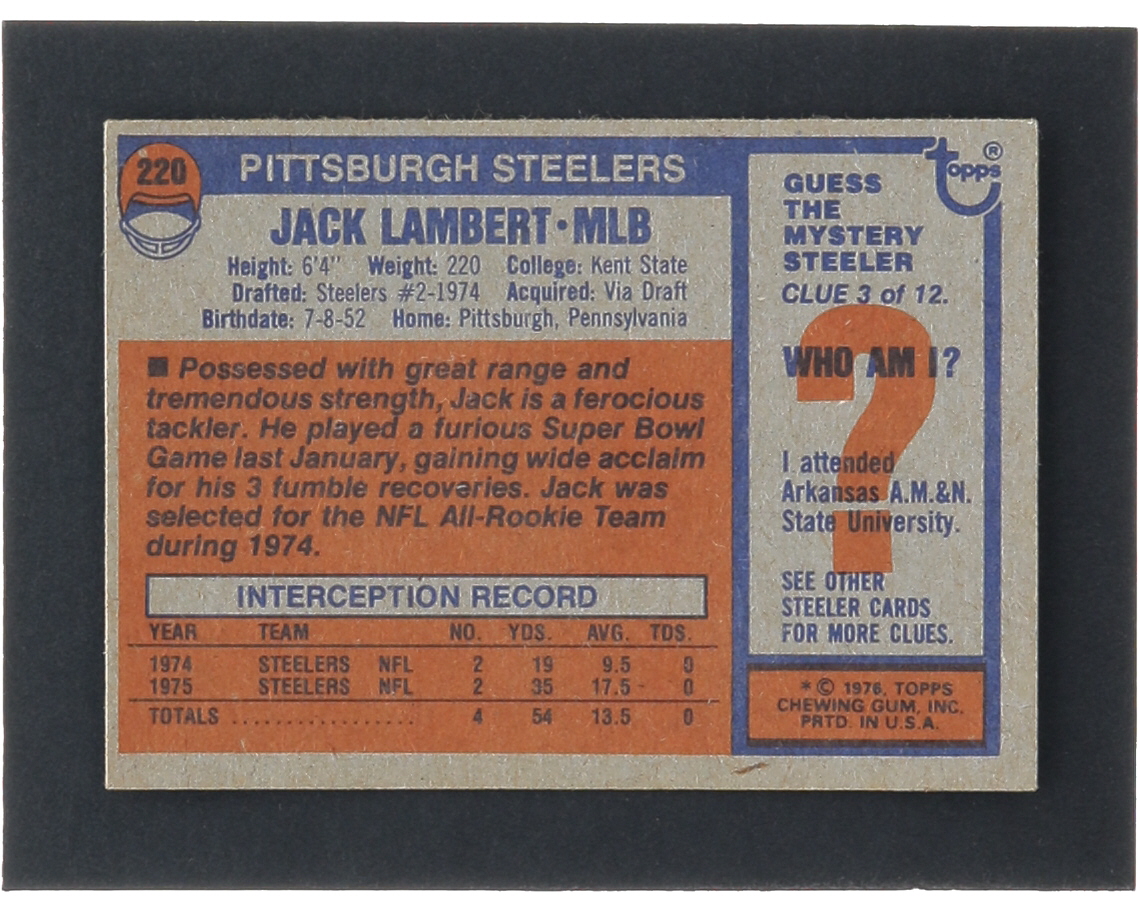 220
PITTSBURGH STEELERS
JACK LAMBERT • MLB
Height: 6'4" Weight: 220 College: Kent State
Drafted: Steelers #2-1974 Acquired: Via Draft
Birthdate: 7-8-52 Home: Pittsburgh, Pennsylvania
■ Possessed with great range and
tremendous strength, Jack is a ferocious
tackler. He played a furious Super Bowl
Game last January, gaining wide acclaim
for his 3 fumble recoveries. Jack was
selected for the NFL All-Rookie Team
during 1974.
INTERCEPTION RECORD
YEAR TEAM NO. YDS. AVG. TDS.
1974 STEELERS NFL 2 19 9.5 0
1975 STEELERS NFL 2 35 17.5 0
TOTALS .................. 4 54 13.5 0
topps ®
GUESS
THE
MYSTERY
STEELER
CLUE 3 of 12.
WHO AM I?
?
I attended
Arkansas A.M.&N.
State University.
SEE OTHER
STEELER CARDS
FOR MORE CLUES.
* © 1976, TOPPS
CHEWING GUM, INC.
PRTD. IN U.S.A.